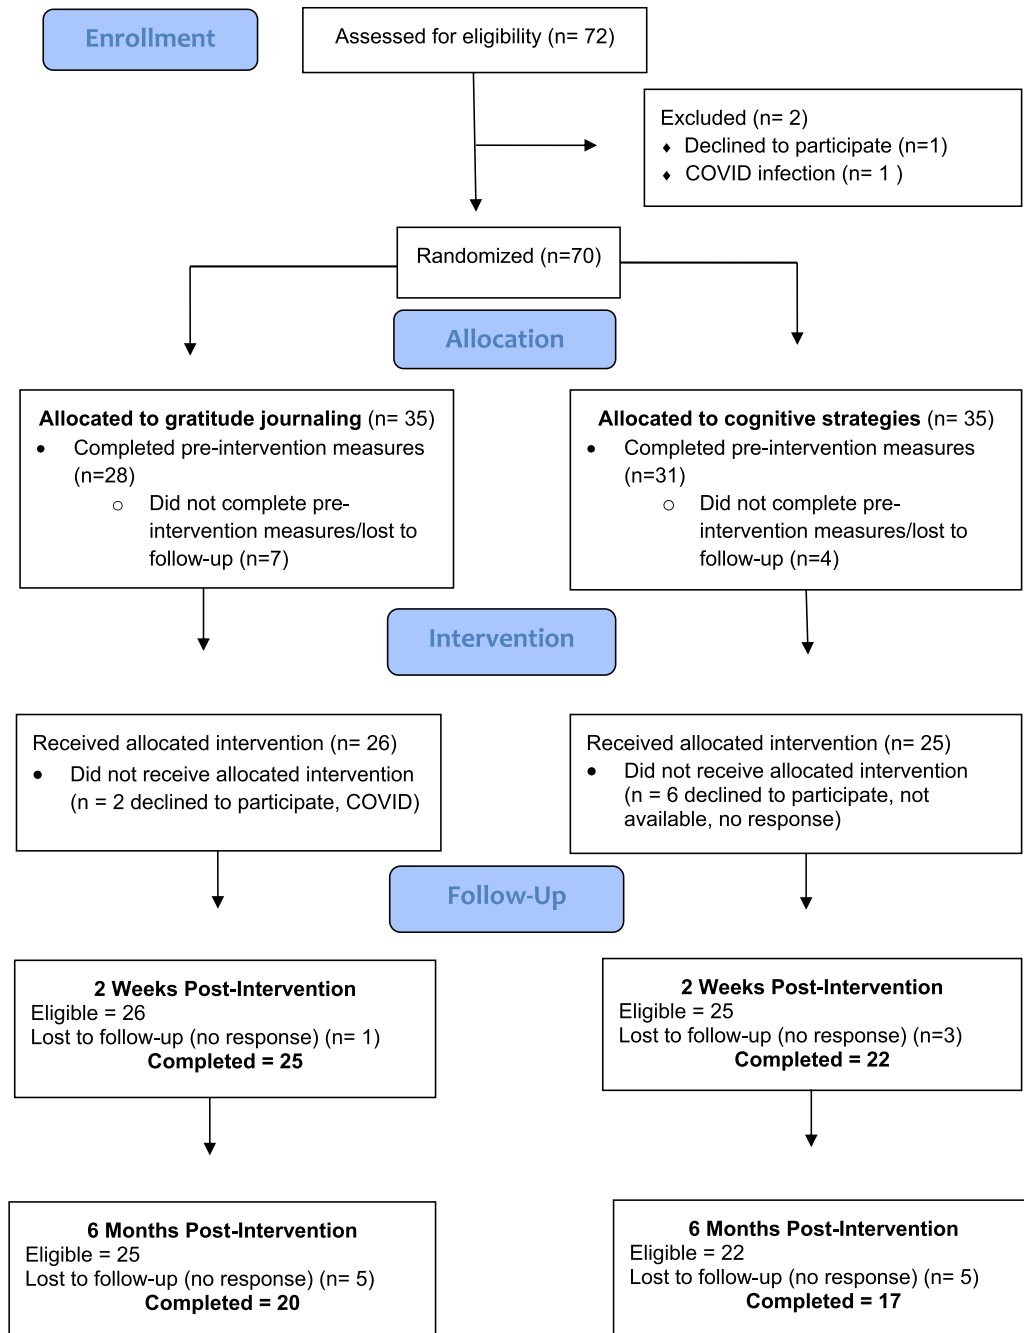 Enrollment
Assessed for eligibility (n= 72)
Excluded (n= 2)
♦ Declined to participate (n=1)
♦ COVID infection (n= 1 )
Randomized (n=70)
Allocation
Allocated to gratitude journaling (n= 35)
• Completed pre-intervention measures
(n=28)
○ Did not complete pre-
intervention measures/lost to
follow-up (n=7)
Allocated to cognitive strategies (n= 35)
• Completed pre-intervention measures
(n=31)
○ Did not complete pre-
intervention measures/lost to
follow-up (n=4)
Intervention
Received allocated intervention (n= 26)
• Did not receive allocated intervention
(n = 2 declined to participate, COVID)
Received allocated intervention (n= 25)
• Did not receive allocated intervention
(n = 6 declined to participate, not
available, no response)
Follow-Up
2 Weeks Post-Intervention
Eligible = 26
Lost to follow-up (no response) (n= 1)
Completed = 25
2 Weeks Post-Intervention
Eligible = 25
Lost to follow-up (no response) (n=3)
Completed = 22
6 Months Post-Intervention
Eligible = 25
Lost to follow-up (no response) (n= 5)
Completed = 20
6 Months Post-Intervention
Eligible = 22
Lost to follow-up (no response) (n= 5)
Completed = 17